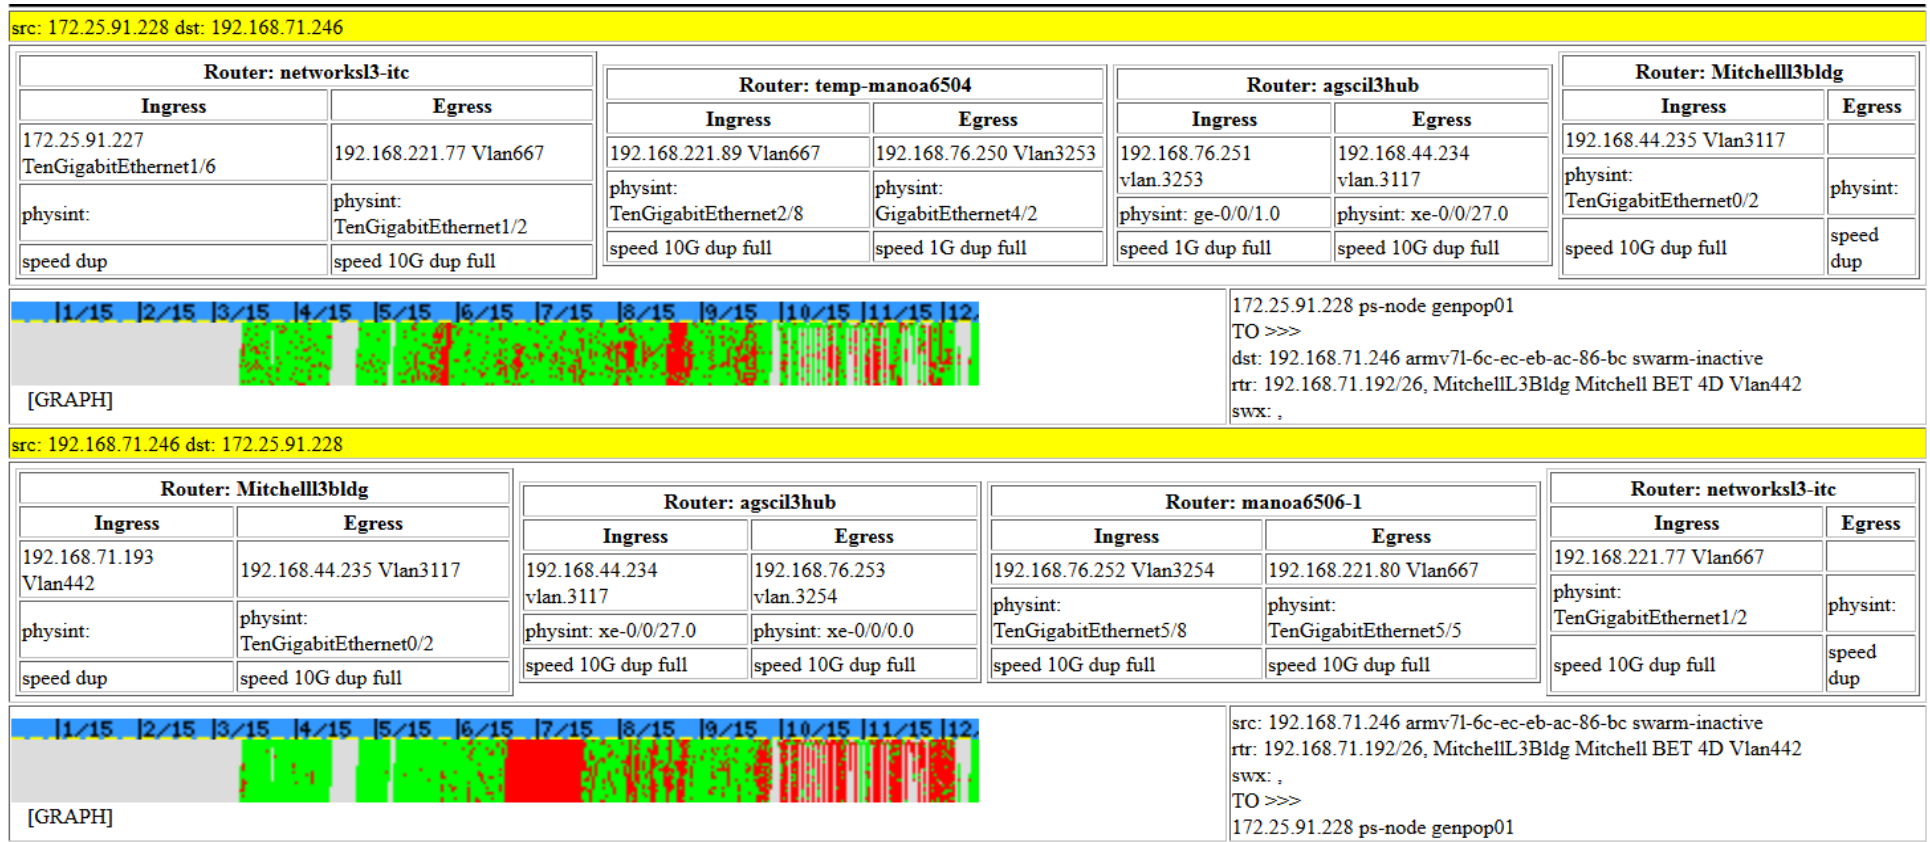 src: 172.25.91.228 dst: 192.168.71.246
Router: networksl3-itc
Ingress Egress
172.25.91.227
TenGigabitEthernet1/6
192.168.221.77 Vlan667
physint:
physint:
TenGigabitEthernet1/2
speed dup
speed 10G dup full
Router: temp-manoa6504
Ingress Egress
192.168.221.89 Vlan667
192.168.76.250 Vlan3253
physint:
TenGigabitEthernet2/8
physint:
GigabitEthernet4/2
speed 10G dup full
speed 1G dup full
Router: agscil3hub
Ingress Egress
192.168.76.251
vlan.3253
192.168.44.234
vlan.3117
physint: ge-0/0/1.0
physint: xe-0/0/27.0
speed 1G dup full
speed 10G dup full
Router: Mitchelll3bldg
Ingress Egress
192.168.44.235 Vlan3117
physint:
TenGigabitEthernet0/2
physint:
speed 10G dup full
speed
dup
|1/15 |2/15 |3/15 |4/15 |5/15 |6/15 |7/15 |8/15 |9/15 |10/15 |11/15 |12.
[GRAPH]
172.25.91.228 ps-node genpop01
TO >>>
dst: 192.168.71.246 armv7l-6c-ec-eb-ac-86-bc swarm-inactive
rtr: 192.168.71.192/26, MitchellL3Bldg Mitchell BET 4D Vlan442
swx: ,
src: 192.168.71.246 dst: 172.25.91.228
Router: Mitchelll3bldg
Ingress Egress
192.168.71.193
Vlan442
192.168.44.235 Vlan3117
physint:
physint:
TenGigabitEthernet0/2
speed dup
speed 10G dup full
Router: agscil3hub
Ingress Egress
192.168.44.234
vlan.3117
192.168.76.253
vlan.3254
physint: xe-0/0/27.0
physint: xe-0/0/0.0
speed 10G dup full
speed 10G dup full
Router: manoa6506-1
Ingress Egress
192.168.76.252 Vlan3254
192.168.221.80 Vlan667
physint:
TenGigabitEthernet5/8
physint:
TenGigabitEthernet5/5
speed 10G dup full
speed 10G dup full
Router: networksl3-itc
Ingress Egress
192.168.221.77 Vlan667
physint:
TenGigabitEthernet1/2
physint:
speed 10G dup full
speed
dup
|1/15 |2/15 |3/15 |4/15 |5/15 |6/15 |7/15 |8/15 |9/15 |10/15 |11/15 |12.
[GRAPH]
src: 192.168.71.246 armv7l-6c-ec-eb-ac-86-bc swarm-inactive
rtr: 192.168.71.192/26, MitchellL3Bldg Mitchell BET 4D Vlan442
swx: ,
TO >>>
172.25.91.228 ps-node genpop01